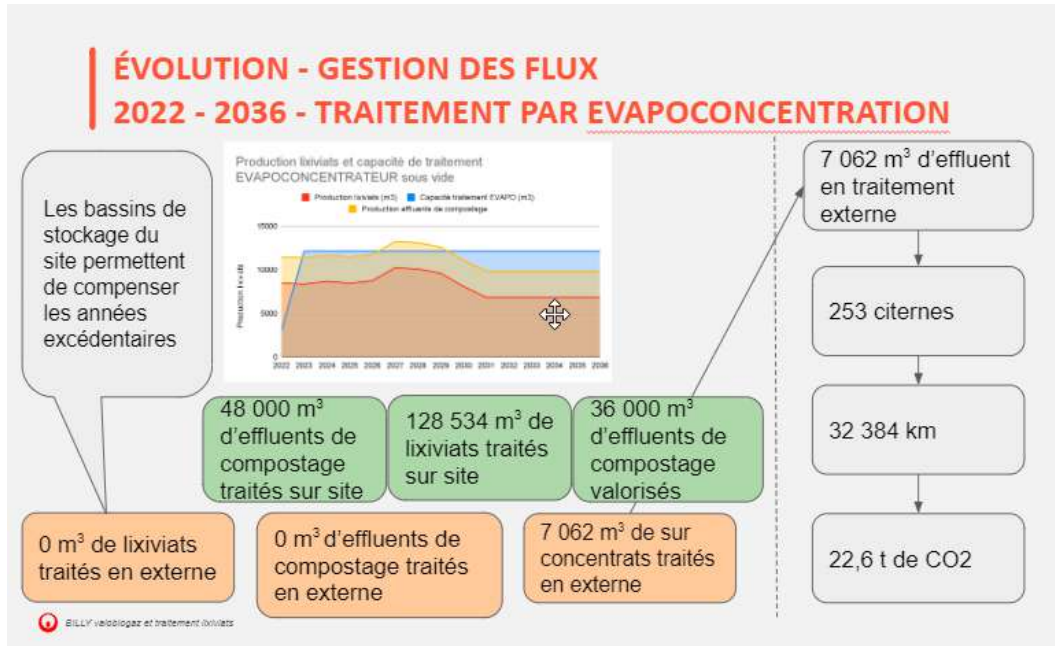 ÉVOLUTION - GESTION DES FLUX
2022 - 2036 - TRAITEMENT PAR EVAPOCONCENTRATION
Les bassins de
stockage du
site permettent
de compenser
les années
excédentaires
Production lixiviats et capacité de traitement
EVAPOCONCENTRATEUR sous vide
Production lixiviats (m3) Capacité traitement EVAPO (m3)
Production effluents de compostage
15000
10000
5000
0
2022 2023 2024 2025 2026 2027 2028 2029 2030 2031 2032 2033 2034 2035 2036
48 000 m³
d'effluents de
compostage
traités sur site
128 534 m³ de
lixiviats traités
sur site
36 000 m³
d'effluents de
compostage
valorisés
0 m³ de lixiviats
traités en externe
0 m³ d'effluents de
compostage traités
en externe
7 062 m³ de sur
concentrats traités
en externe
7 062 m³ d'effluent
en traitement
externe
253 citernes
32 384 km
22,6 t de CO2
BILLY valobiogaz et traitement lixiviats